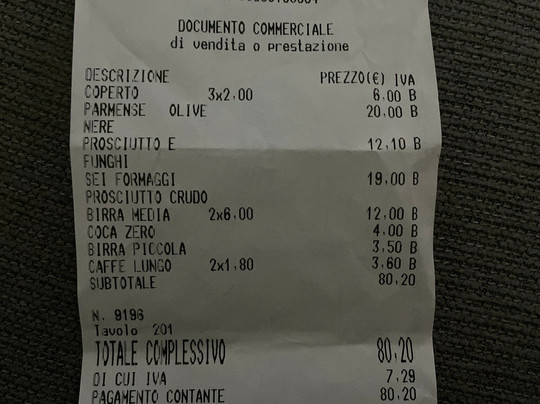 DOCUMENTO COMMERCIALE
di vendita o prestazione
DESCRIZIONE PREZZO(€) IVA
COPERTO 3x2,00 6,00 B
PARMENSE OLIVE 20,00 B
NERE
PROSCIUTTO E 12,10 B
FUNGHI
SEI FORMAGGI 19,00 B
PROSCIUTTO CRUDO
BIRRA MEDIA 2x6,00 12,00 B
COCA ZERO 4,00 B
BIRRA PICCOLA 3,50 B
CAFFE LUNGO 2x1,80 3,60 B
SUBTOTALE 80,20
N. 9196
Tavolo 201
TOTALE COMPLESSIVO 80,20
DI CUI IVA 7,29
PAGAMENTO CONTANTE 80,20